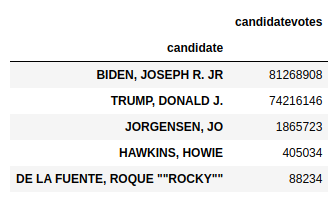 candidatevotes
candidate
BIDEN, JOSEPH R. JR 81268908
TRUMP, DONALD J. 74216146
JORGENSEN, JO 1865723
HAWKINS, HOWIE 405034
DE LA FUENTE, ROQUE ""ROCKY"" 88234